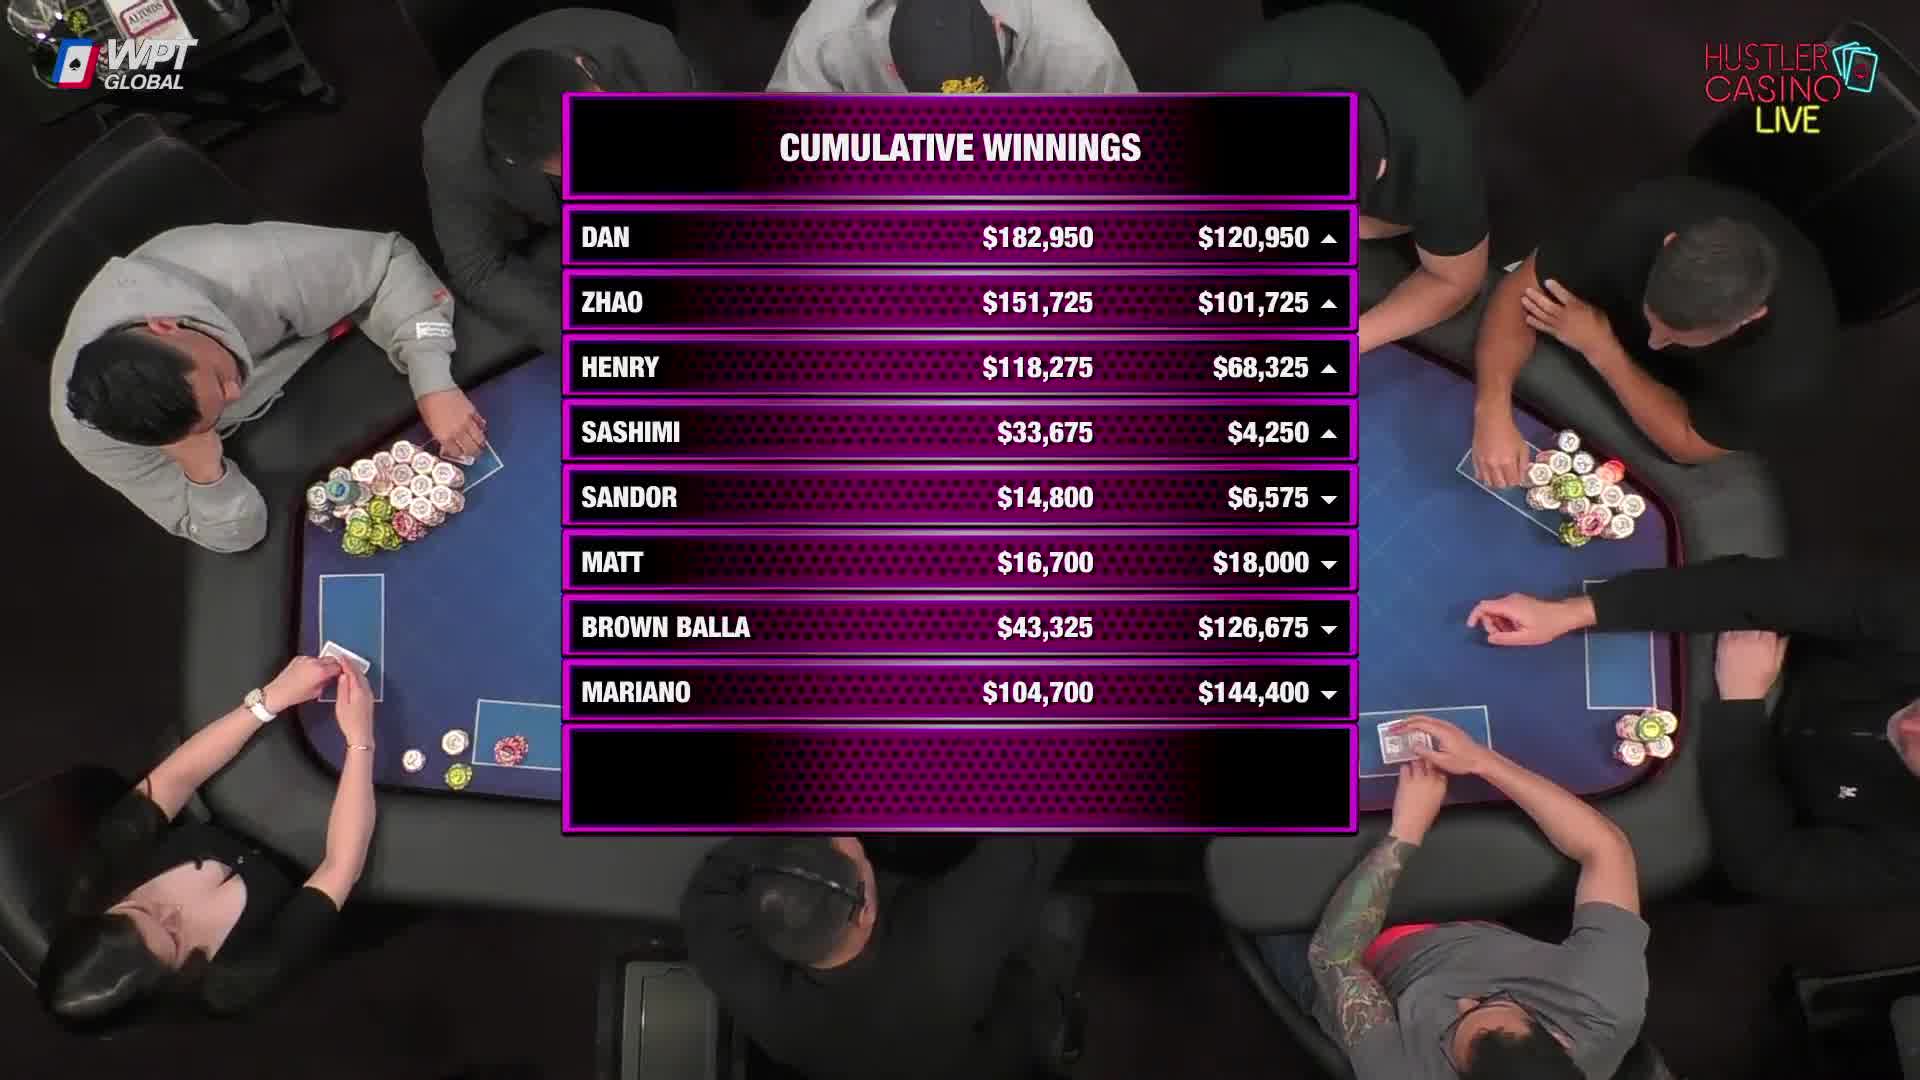 ALTOIDS
WPT
GLOBAL
HUSTLER
CASINO
LIVE
CUMULATIVE WINNINGS
DAN $182,950 $120,950
ZHAO $151,725 $101,725
HENRY $118,275 $68,325
SASHIMI $33,675 $4,250
SANDOR $14,800 $6,575
MATT $16,700 $18,000
BROWN BALLA $43,325 $126,675
MARIANO $104,700 $144,400